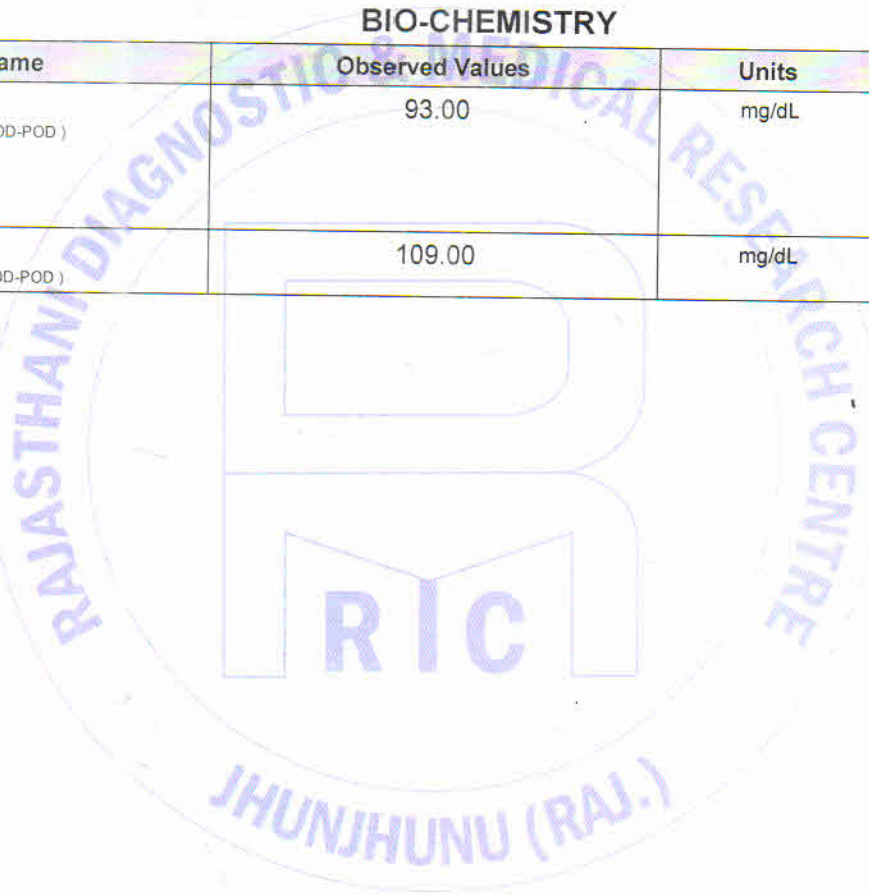 BIO-CHEMISTRY
ame Observed Values Units
93.00 mg/dL
OD-POD )
109.00 mg/dL
OD-POD )
RAJASTHANI DIAGNOSTIC & MEDICAL RESEARCH CENTRE
RIC
JHUNJHUNU (RAJ.)